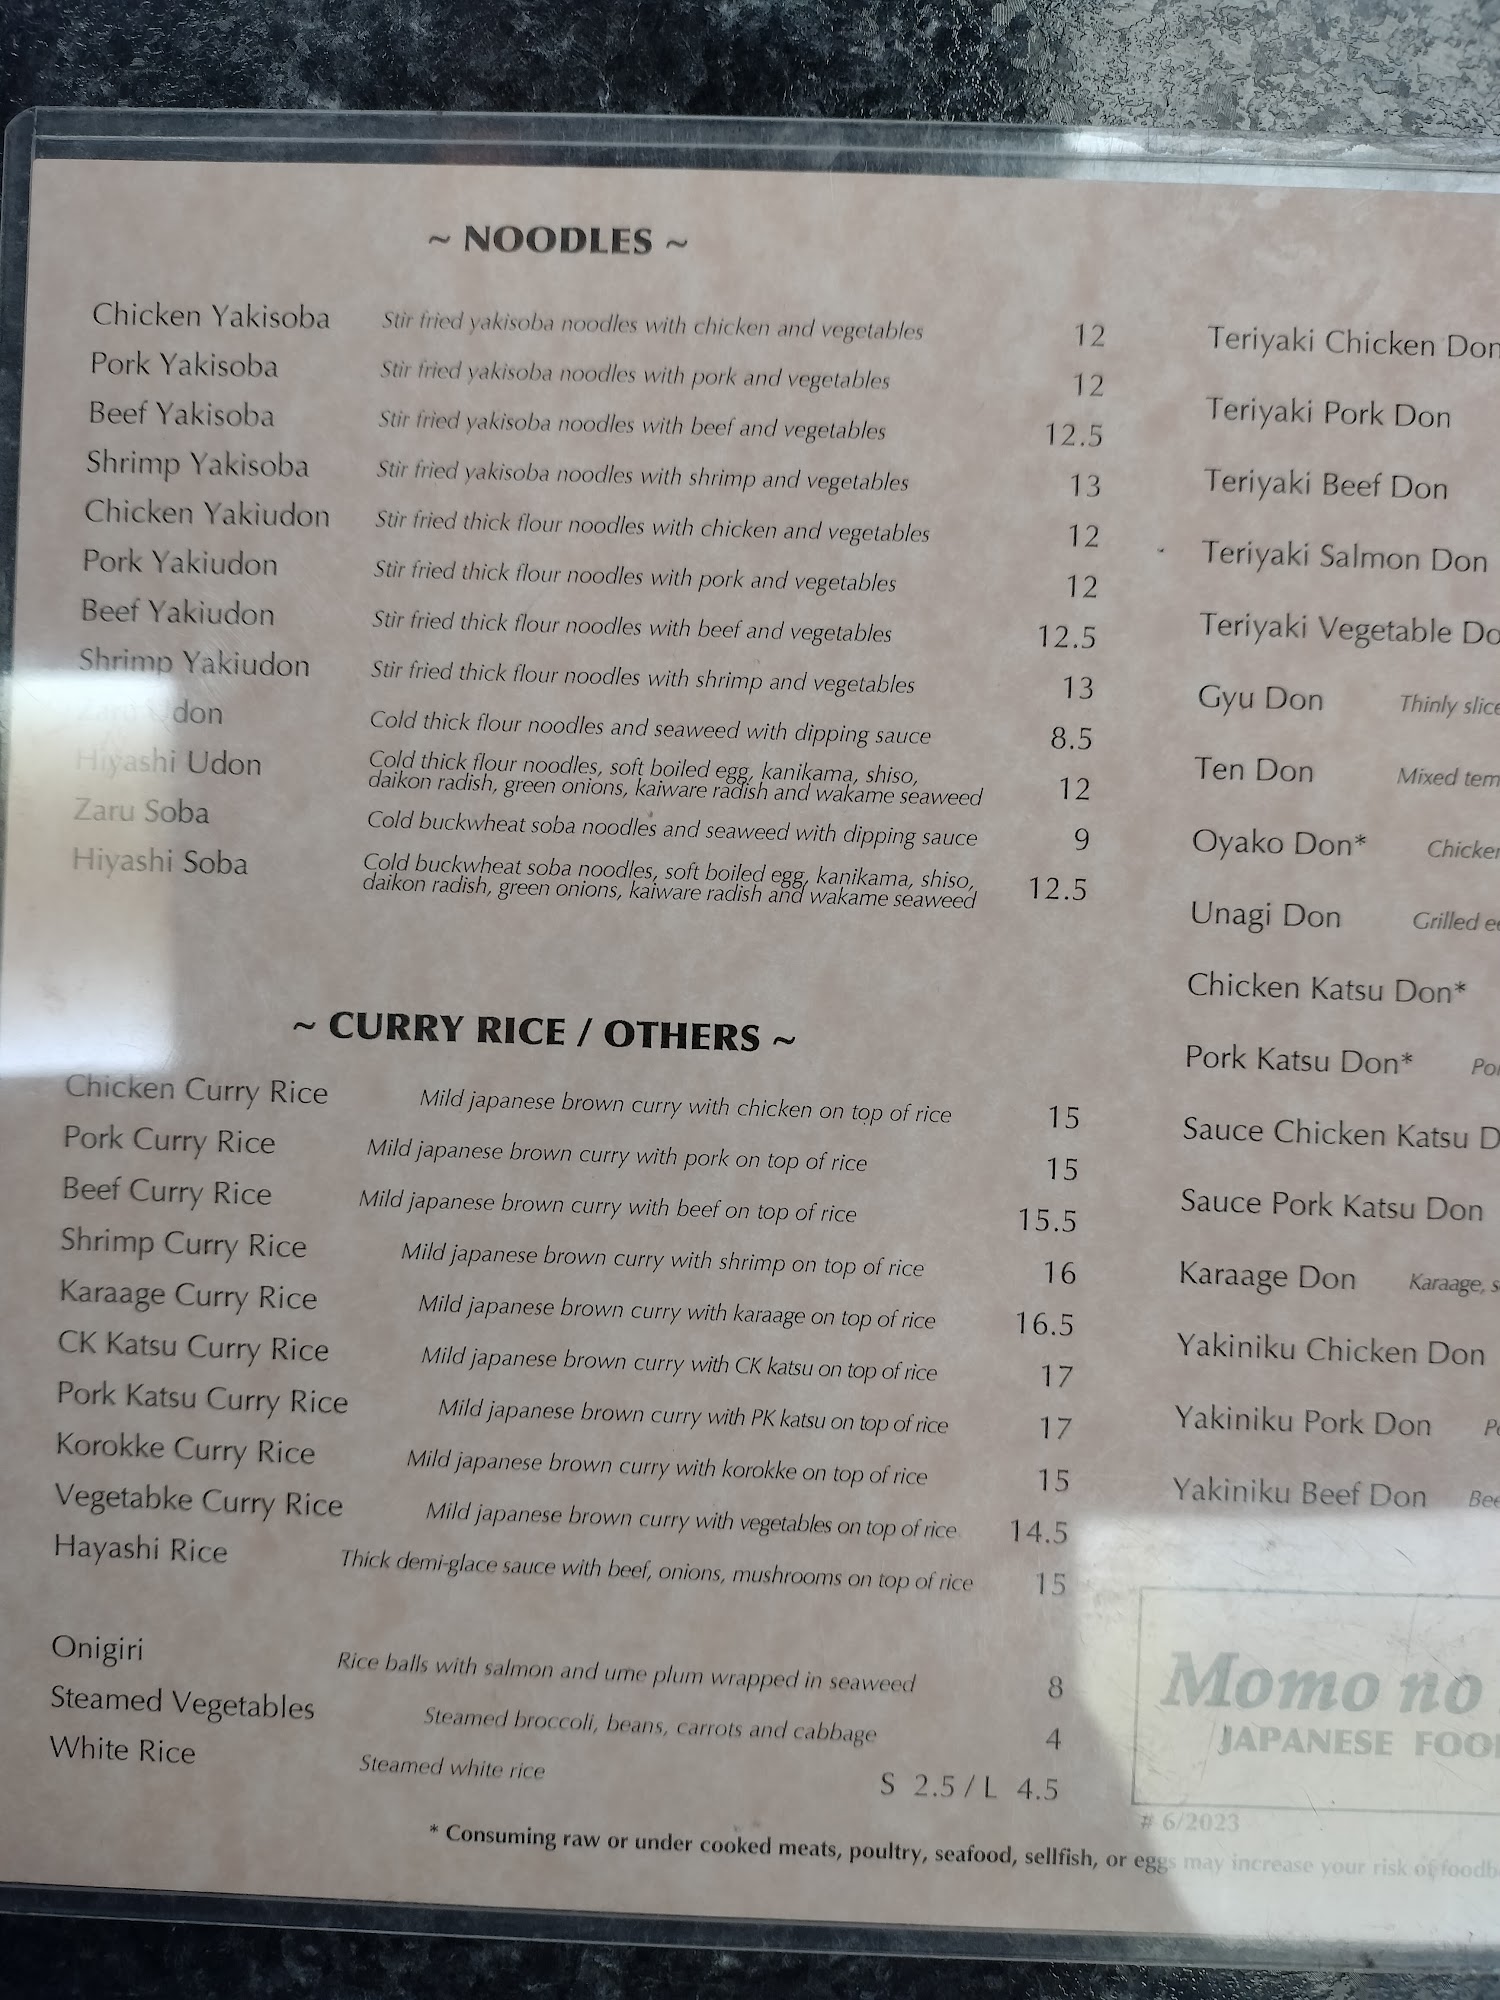 ~ NOODLES ~
Chicken Yakisoba Stir fried yakisoba noodles with chicken and vegetables 12
Pork Yakisoba Stir fried yakisoba noodles with pork and vegetables 12
Beef Yakisoba Stir fried yakisoba noodles with beef and vegetables 12.5
Shrimp Yakisoba Stir fried yakisoba noodles with shrimp and vegetables 13
Chicken Yakiudon Stir fried thick flour noodles with chicken and vegetables 12
Pork Yakiudon Stir fried thick flour noodles with pork and vegetables 12
Beef Yakiudon Stir fried thick flour noodles with beef and vegetables 12.5
Shrimp Yakiudon Stir fried thick flour noodles with shrimp and vegetables 13
Zaru Udon Cold thick flour noodles and seaweed with dipping sauce 8.5
Hiyashi Udon Cold thick flour noodles, soft boiled egg, kanikama, shiso,
daikon radish, green onions, kaiware radish and wakame seaweed 12
Zaru Soba Cold buckwheat soba noodles and seaweed with dipping sauce 9
Hiyashi Soba Cold buckwheat soba noodles, soft boiled egg, kanikama, shiso,
daikon radish, green onions, kaiware radish and wakame seaweed 12.5
~ CURRY RICE / OTHERS ~
Chicken Curry Rice Mild japanese brown curry with chicken on top of rice 15
Pork Curry Rice Mild japanese brown curry with pork on top of rice 15
Beef Curry Rice Mild japanese brown curry with beef on top of rice 15.5
Shrimp Curry Rice Mild japanese brown curry with shrimp on top of rice 16
Karaage Curry Rice Mild japanese brown curry with karaage on top of rice 16.5
CK Katsu Curry Rice Mild japanese brown curry with CK katsu on top of rice 17
Pork Katsu Curry Rice Mild japanese brown curry with PK katsu on top of rice 17
Korokke Curry Rice Mild japanese brown curry with korokke on top of rice 15
Vegetabke Curry Rice Mild japanese brown curry with vegetables on top of rice 14.5
Hayashi Rice Thick demi-glace sauce with beef, onions, mushrooms on top of rice 15
Onigiri Rice balls with salmon and ume plum wrapped in seaweed 8
Steamed Vegetables Steamed broccoli, beans, carrots and cabbage 4
White Rice Steamed white rice S 2.5 / L 4.5
Teriyaki Chicken Don
Teriyaki Pork Don
Teriyaki Beef Don
Teriyaki Salmon Don
Teriyaki Vegetable
Gyu Don Thinly
Ten Don Mixed
Oyako Don*
Unagi Don Grilled
Chicken Katsu Don*
Pork Katsu Don*
Sauce Chicken Katsu
Sauce Pork Katsu Don
Karaage Don Karaage,
Yakiniku Chicken Don
Yakiniku Pork Don
Yakiniku Beef Don
Momo no
JAPANESE
# 6/2023
* Consuming raw or under cooked meats, poultry, seafood, sellfish, or eggs may increase your risk of